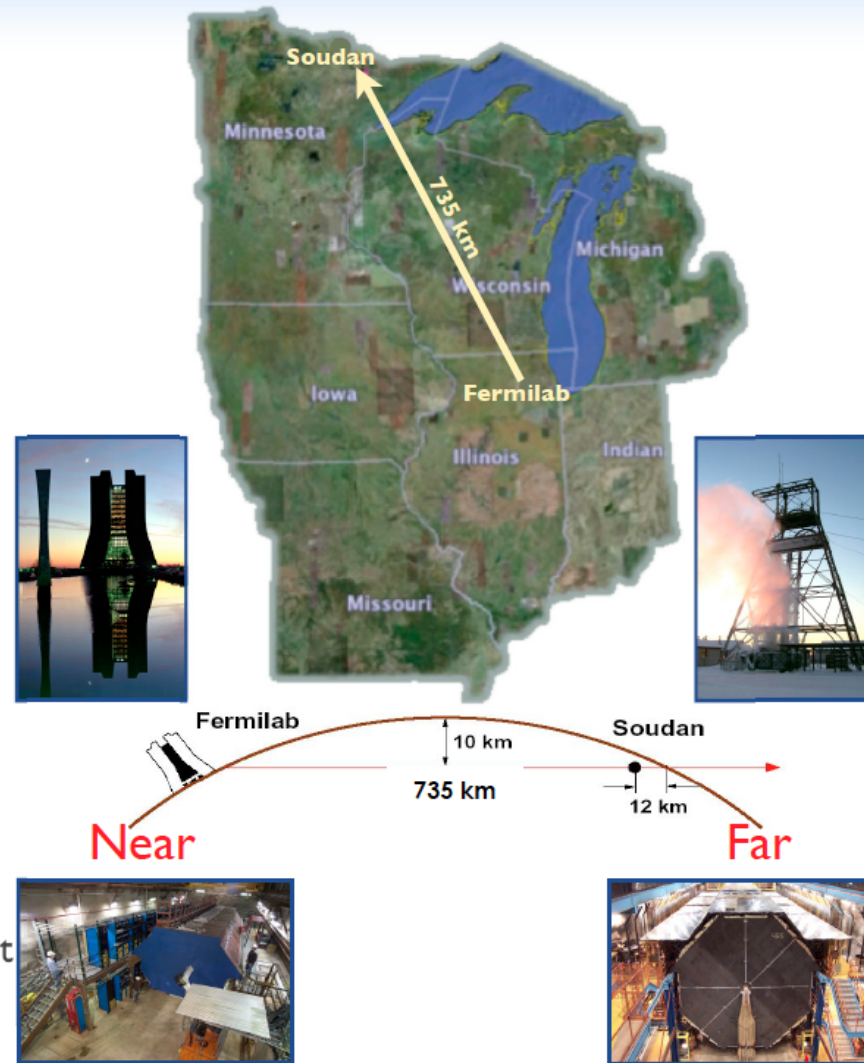 Soudan
Minnesota
735 km
Michigan
Wisconsin
Iowa
Fermilab
Illinois
Indian
Missouri
Fermilab
Soudan
10 km
735 km
12 km
Near
Far
t